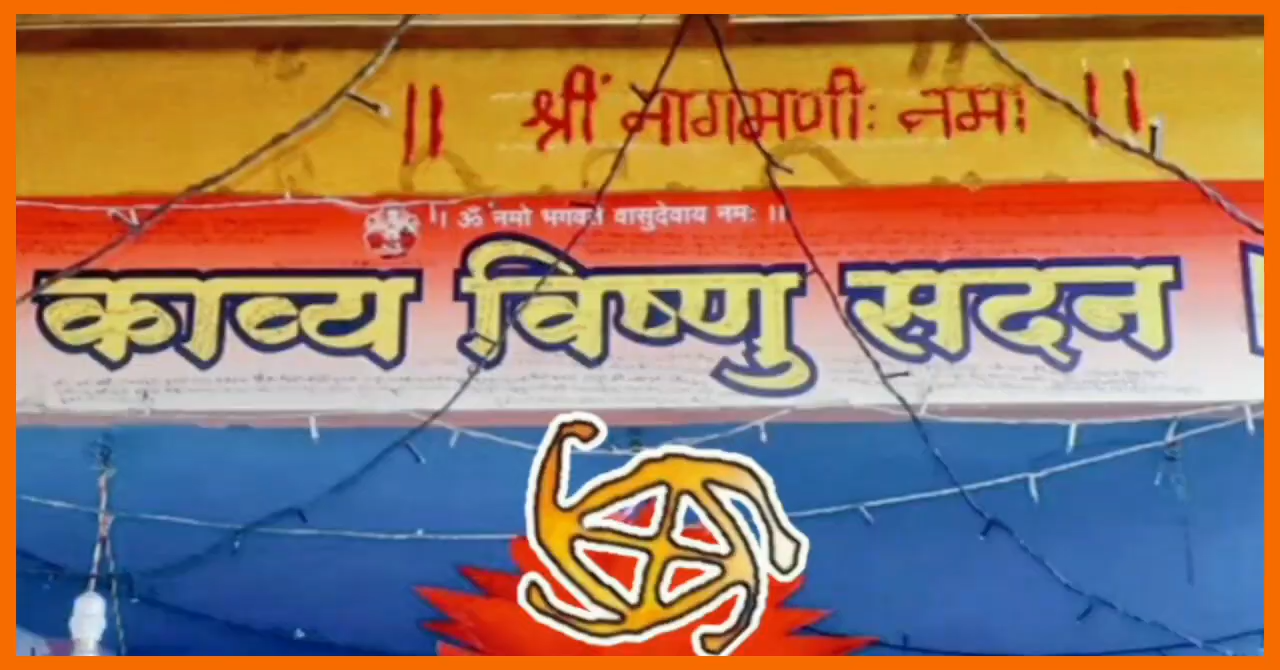 || श्रीं नागमणीः नमः ||
|| ॐ नमो भगवते वासुदेवाय नमः ||
काव्य विष्णु सदन